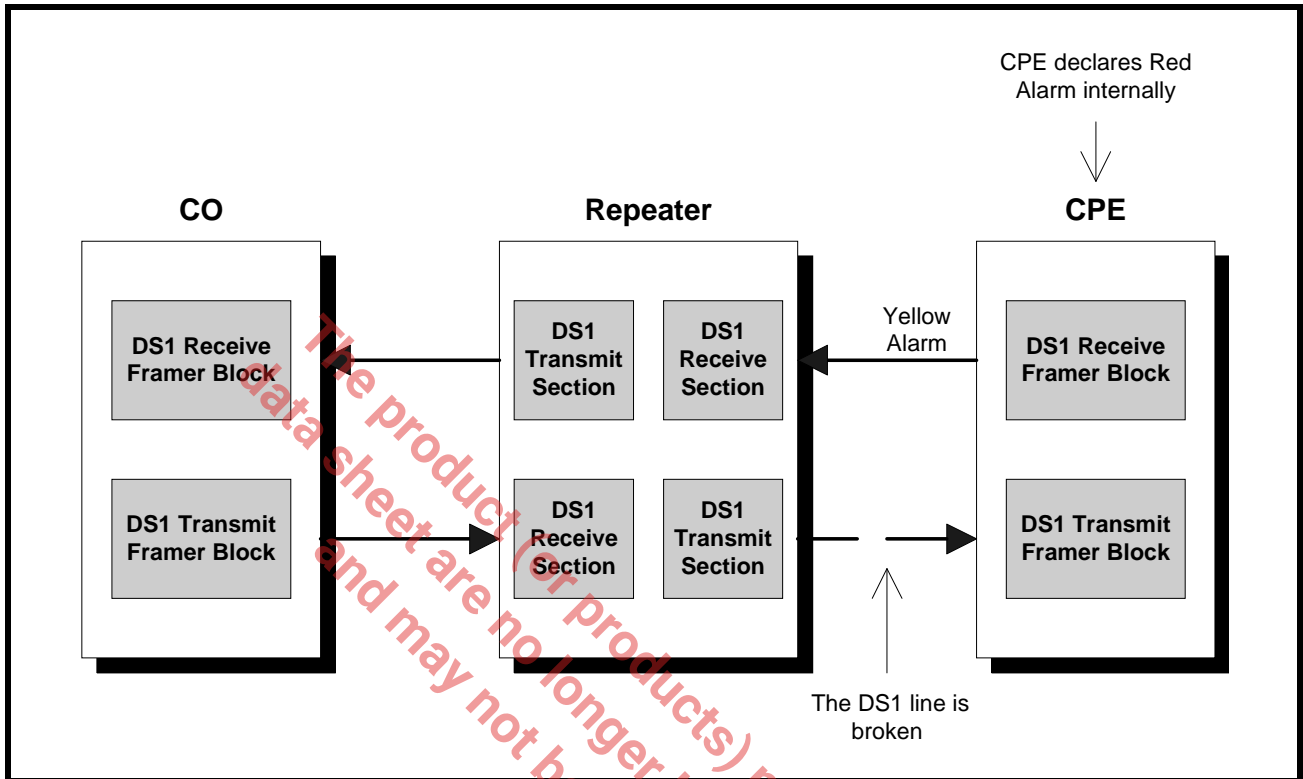 CPE declares Red
Alarm internally
CO
Repeater
CPE
DS1 Receive
Framer Block
DS1
Transmit
Section
DS1
Receive
Section
Yellow
Alarm
DS1 Receive
Framer Block
DS1 Transmit
Framer Block
DS1
Receive
Section
DS1
Transmit
Section
DS1 Transmit
Framer Block
The DS1 line is
broken
The product (or products)
data sheet are no longer
and may not